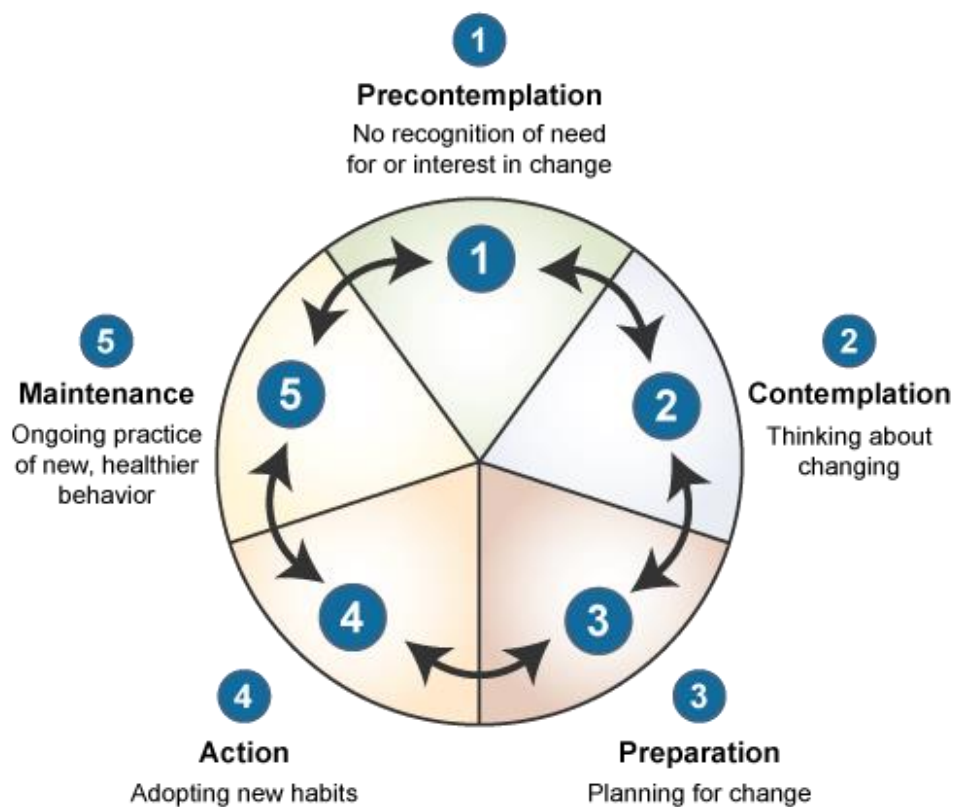 1
Precontemplation
No recognition of need
for or interest in change
1
5
Maintenance
Ongoing practice
of new, healthier
behavior
5
2
2
Contemplation
Thinking about
changing
4
3
4
Action
Adopting new habits
3
Preparation
Planning for change